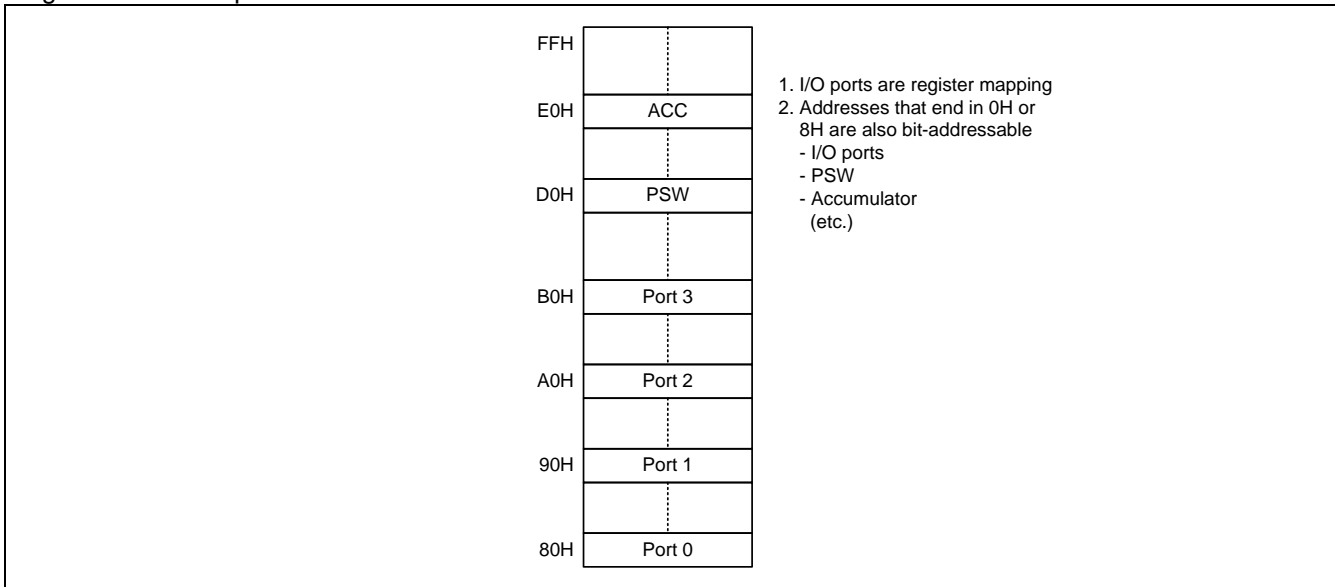 FFH
1. I/O ports are register mapping
E0H ACC
2. Addresses that end in 0H or
8H are also bit-addressable
- I/O ports
- PSW
D0H PSW
- Accumulator
(etc.)
B0H Port 3
A0H Port 2
90H Port 1
80H Port 0